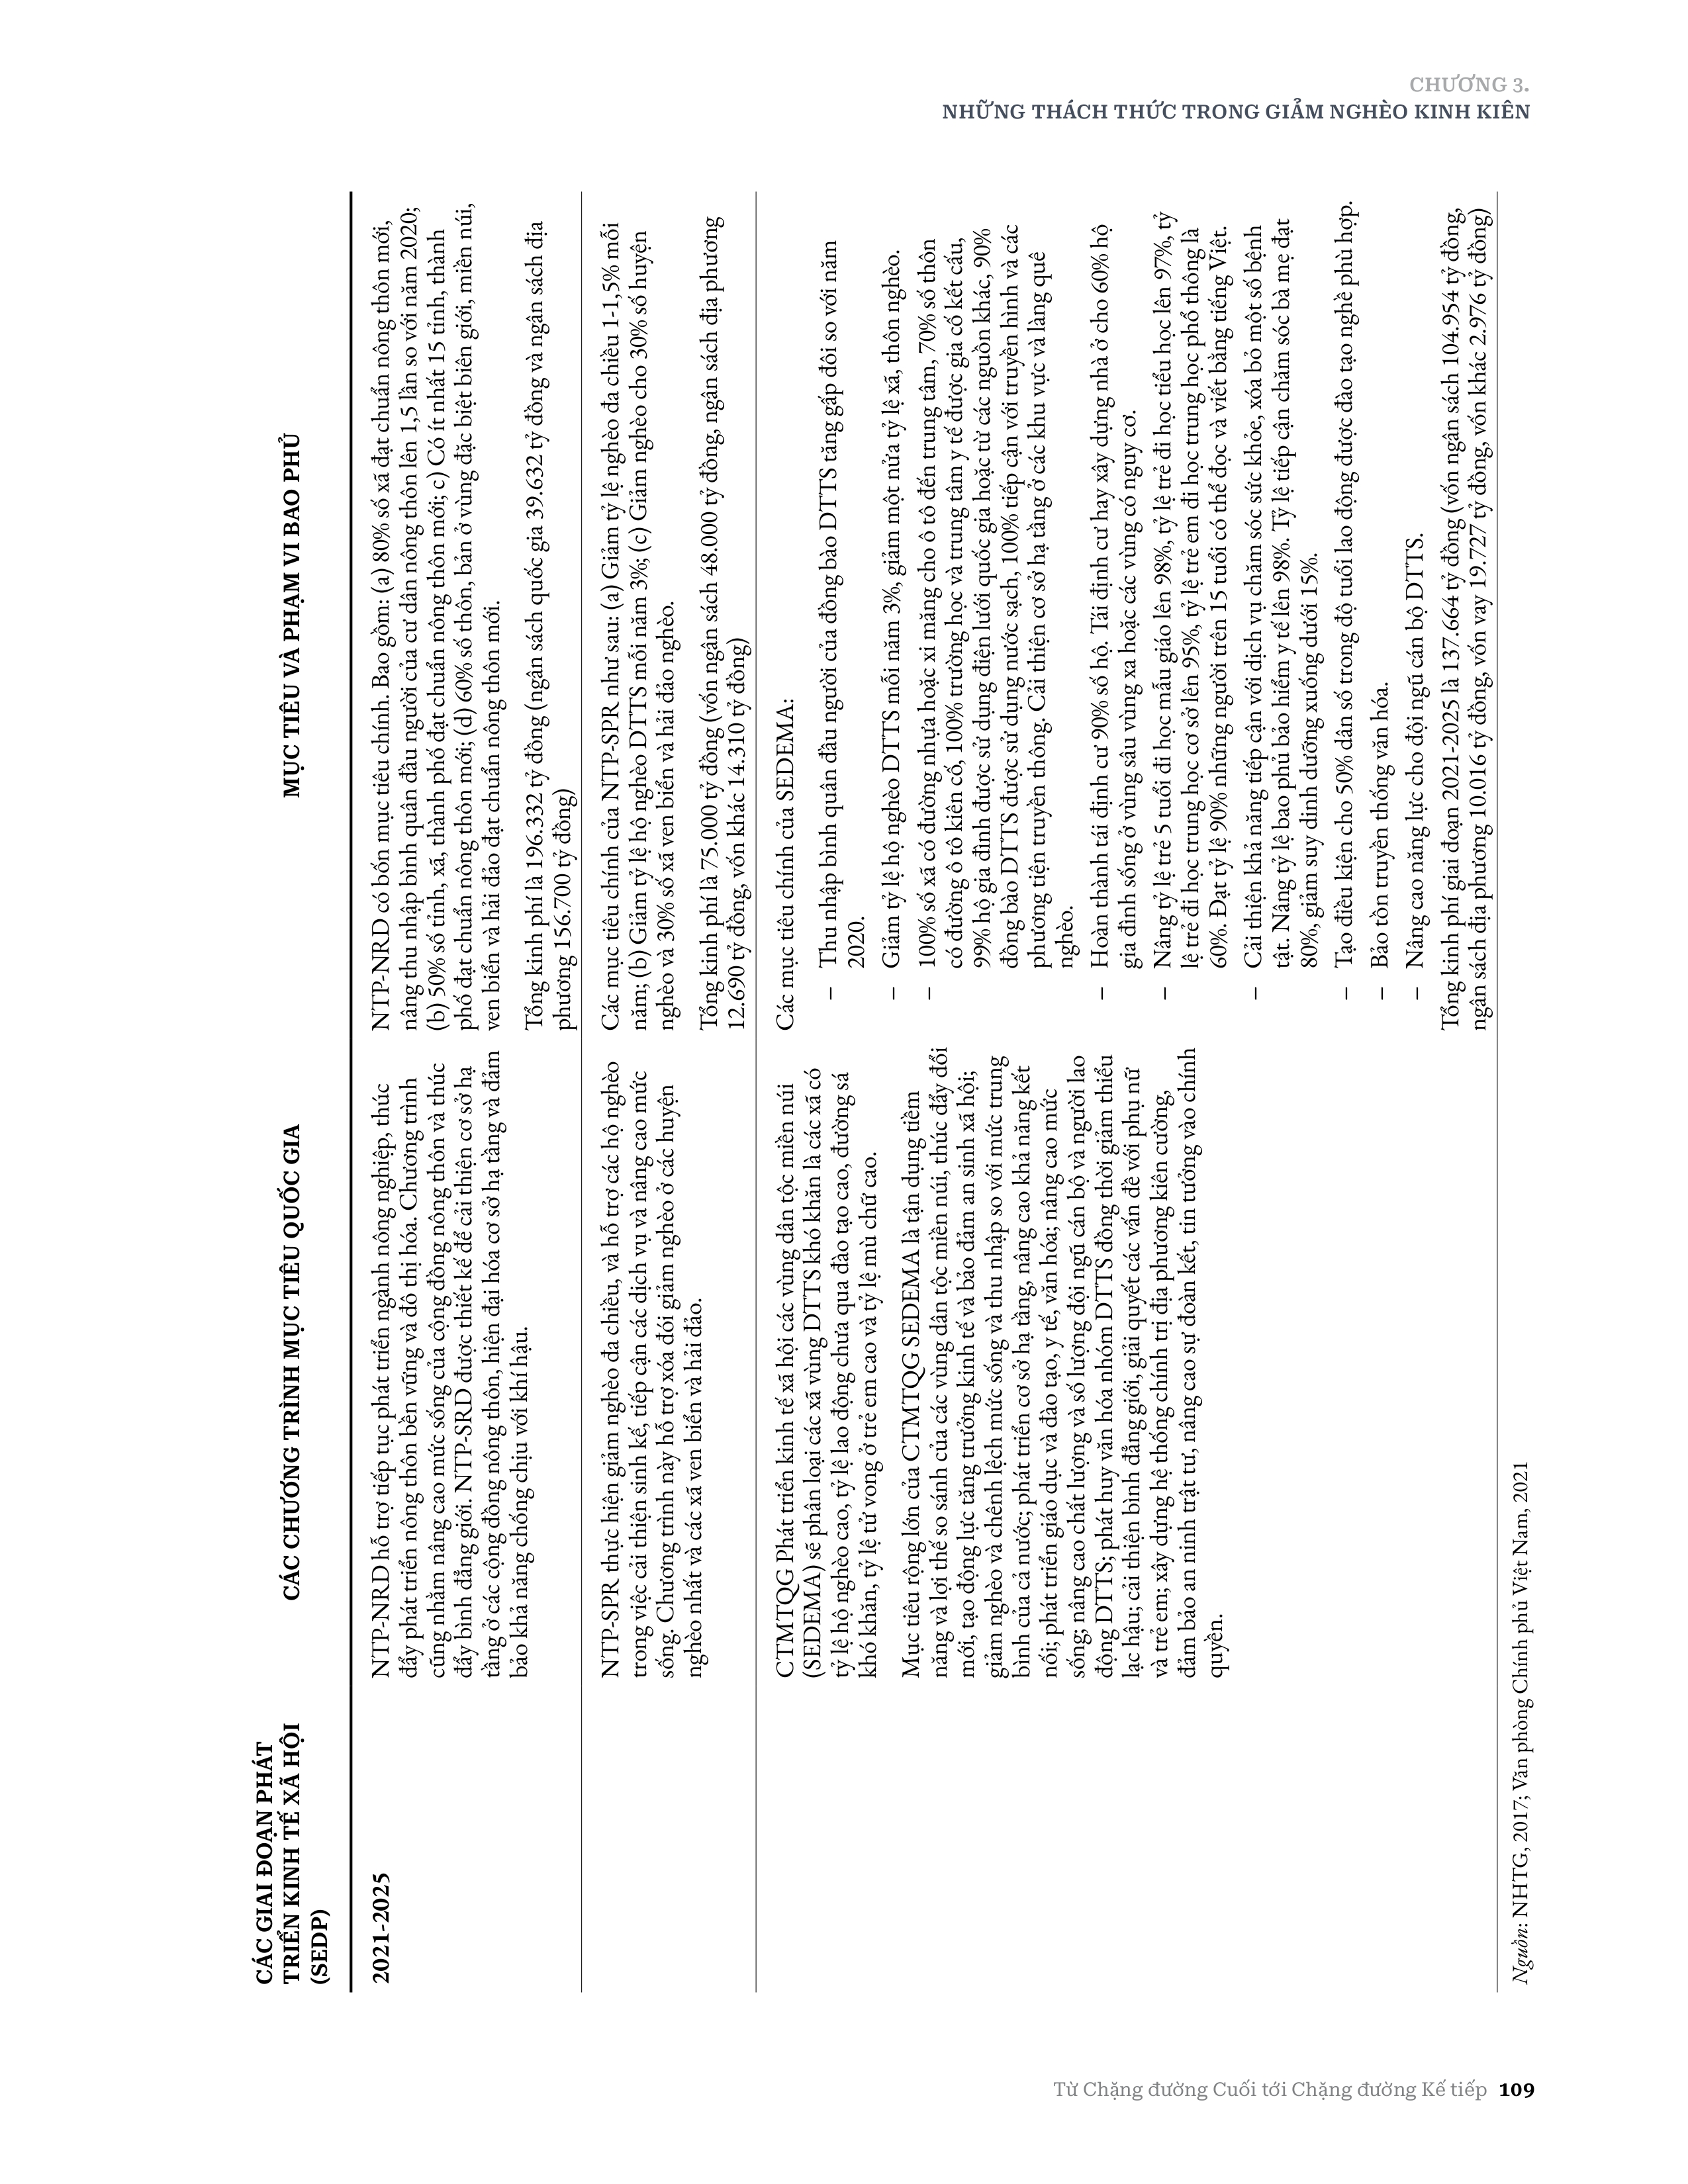 CHƯƠNG 3.
NHỮNG THÁCH THỨC TRONG GIẢM NGHÈO KINH KIÊN
CÁC GIAI ĐOẠN PHÁT
TRIỂN KINH TẾ XÃ HỘI
(SEDP)
CÁC CHƯƠNG TRÌNH MỤC TIÊU QUỐC GIA
MỤC TIÊU VÀ PHẠM VI BAO PHỦ
2021-2025
NTP-NRD hỗ trợ tiếp tục phát triển ngành nông nghiệp, thúc
đẩy phát triển nông thôn bền vững và đô thị hóa. Chương trình
cũng nhằm nâng cao mức sống của cộng đồng nông thôn và thúc
đẩy bình đẳng giới. NTP-SRD được thiết kế để cải thiện cơ sở hạ
tầng ở các cộng đồng nông thôn, hiện đại hóa cơ sở hạ tầng và đảm
bảo khả năng chống chịu với khí hậu.
NTP-NRD có bốn mục tiêu chính. Bao gồm: (a) 80% số xã đạt chuẩn nông thôn mới,
nâng thu nhập bình quân đầu người của cư dân nông thôn lên 1,5 lần so với năm 2020;
(b) 50% số tỉnh, xã, thành phố đạt chuẩn nông thôn mới; c) Có ít nhất 15 tỉnh, thành
phố đạt chuẩn nông thôn mới; (d) 60% số thôn, bản ở vùng đặc biệt biên giới, miền núi,
ven biển và hải đảo đạt chuẩn nông thôn mới.
Tổng kinh phí là 196.332 tỷ đồng (ngân sách quốc gia 39.632 tỷ đồng và ngân sách địa
phương 156.700 tỷ đồng)
NTP-SPR thực hiện giảm nghèo đa chiều, và hỗ trợ các hộ nghèo
trong việc cải thiện sinh kế, tiếp cận các dịch vụ và nâng cao mức
sống. Chương trình này hỗ trợ xóa đói giảm nghèo ở các huyện
nghèo nhất và các xã ven biển và hải đảo.
Các mục tiêu chính của NTP-SPR như sau: (a) Giảm tỷ lệ nghèo đa chiều 1-1,5% mỗi
năm; (b) Giảm tỷ lệ hộ nghèo DTTS mỗi năm 3%; (c) Giảm nghèo cho 30% số huyện
nghèo và 30% số xã ven biển và hải đảo nghèo.
Tổng kinh phí là 75.000 tỷ đồng (vốn ngân sách 48.000 tỷ đồng, ngân sách địa phương
12.690 tỷ đồng, vốn khác 14.310 tỷ đồng)
CTMTQG Phát triển kinh tế xã hội các vùng dân tộc miền núi
(SEDEMA) sẽ phân loại các xã vùng DTTS khó khăn là các xã có
tỷ lệ hộ nghèo cao, tỷ lệ lao động chưa qua đào tạo cao, đường sá
khó khăn, tỷ lệ tử vong ở trẻ em cao và tỷ lệ mù chữ cao.
Mục tiêu rộng lớn của CTMTQG SEDEMA là tận dụng tiềm
năng và lợi thế so sánh của các vùng dân tộc miền núi, thúc đẩy đổi
mới, tạo động lực tăng trưởng kinh tế và bảo đảm an sinh xã hội;
giảm nghèo và chênh lệch mức sống và thu nhập so với mức trung
bình của cả nước; phát triển cơ sở hạ tầng, nâng cao khả năng kết
nối; phát triển giáo dục và đào tạo, y tế, văn hóa; nâng cao mức
sống; nâng cao chất lượng và số lượng đội ngũ cán bộ và người lao
động DTTS; phát huy văn hóa nhóm DTTS đồng thời giảm thiểu
lạc hậu; cải thiện bình đẳng giới, giải quyết các vấn đề với phụ nữ
và trẻ em; xây dựng hệ thống chính trị địa phương kiên cường,
đảm bảo an ninh trật tự, nâng cao sự đoàn kết, tin tưởng vào chính
quyền.
Các mục tiêu chính của SEDEMA:
– Thu nhập bình quân đầu người của đồng bào DTTS tăng gấp đôi so với năm
2020.
– Giảm tỷ lệ hộ nghèo DTTS mỗi năm 3%, giảm một nửa tỷ lệ xã, thôn nghèo.
– 100% số xã có đường nhựa hoặc xi măng cho ô tô đến trung tâm, 70% số thôn
có đường ô tô kiên cố, 100% trường học và trung tâm y tế được gia cố kết cấu,
99% hộ gia đình được sử dụng điện lưới quốc gia hoặc từ các nguồn khác, 90%
đồng bào DTTS được sử dụng nước sạch, 100% tiếp cận với truyền hình và các
phương tiện truyền thông. Cải thiện cơ sở hạ tầng ở các khu vực và làng quê
nghèo.
– Hoàn thành tái định cư 90% số hộ. Tái định cư hay xây dựng nhà ở cho 60% hộ
gia đình sống ở vùng sâu vùng xa hoặc các vùng có nguy cơ.
– Nâng tỷ lệ trẻ 5 tuổi đi học mẫu giáo lên 98%, tỷ lệ trẻ đi học tiểu học lên 97%, tỷ
lệ trẻ đi học trung học cơ sở lên 95%, tỷ lệ trẻ em đi học trung học phổ thông là
60%. Đạt tỷ lệ 90% những người trên 15 tuổi có thể đọc và viết bằng tiếng Việt.
– Cải thiện khả năng tiếp cận với dịch vụ chăm sóc sức khỏe, xóa bỏ một số bệnh
tật. Nâng tỷ lệ bao phủ bảo hiểm y tế lên 98%. Tỷ lệ tiếp cận chăm sóc bà mẹ đạt
80%, giảm suy dinh dưỡng xuống dưới 15%.
– Tạo điều kiện cho 50% dân số trong độ tuổi lao động được đào tạo nghề phù hợp.
– Bảo tồn truyền thống văn hóa.
– Nâng cao năng lực cho đội ngũ cán bộ DTTS.
Tổng kinh phí giai đoạn 2021-2025 là 137.664 tỷ đồng (vốn ngân sách 104.954 tỷ đồng,
ngân sách địa phương 10.016 tỷ đồng, vốn vay 19.727 tỷ đồng, vốn khác 2.976 tỷ đồng)
Nguồn: NHTG, 2017; Văn phòng Chính phủ Việt Nam, 2021
Từ Chặng đường Cuối tới Chặng đường Kế tiếp 109